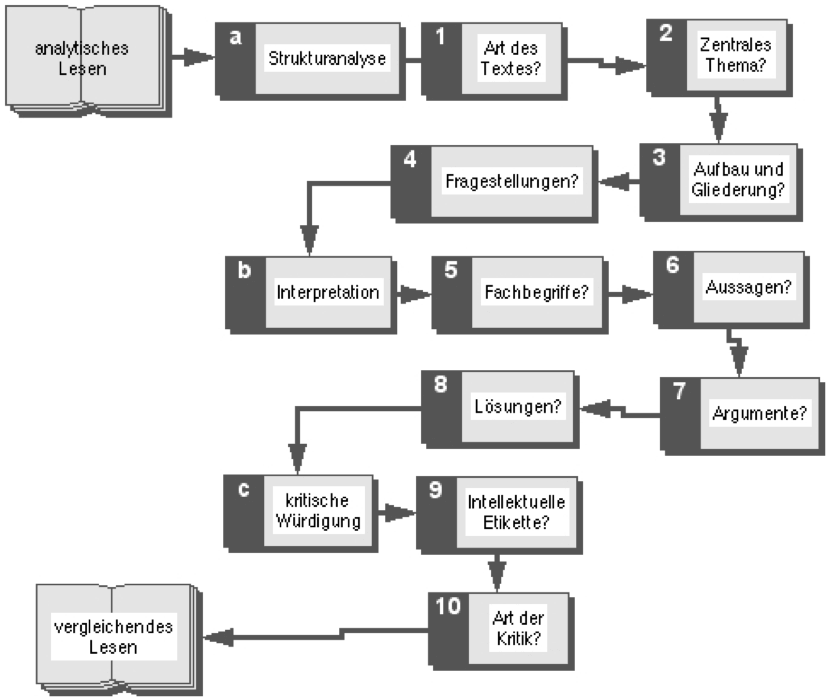 analytisches
Lesen
a
Strukturanalyse
1
Art des
Textes?
2
Zentrales
Thema?
3
Aufbau und
Gliederung?
4
Fragestellungen?
b
Interpretation
5
Fachbegriffe?
6
Aussagen?
7
Argumente?
8
Lösungen?
c
kritische
Würdigung
9
Intellektuelle
Etikette?
10
Art der
Kritik?
vergleichendes
Lesen